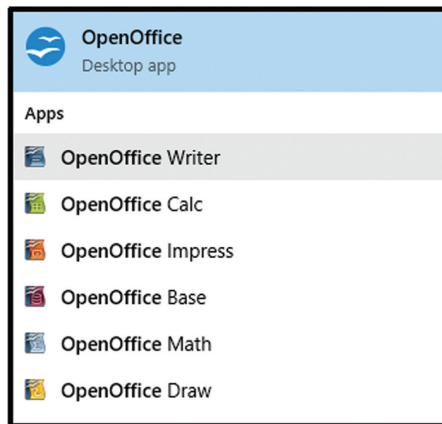 OpenOffice
Desktop app
Apps
OpenOffice Writer
OpenOffice Calc
OpenOffice Impress
OpenOffice Base
OpenOffice Math
OpenOffice Draw